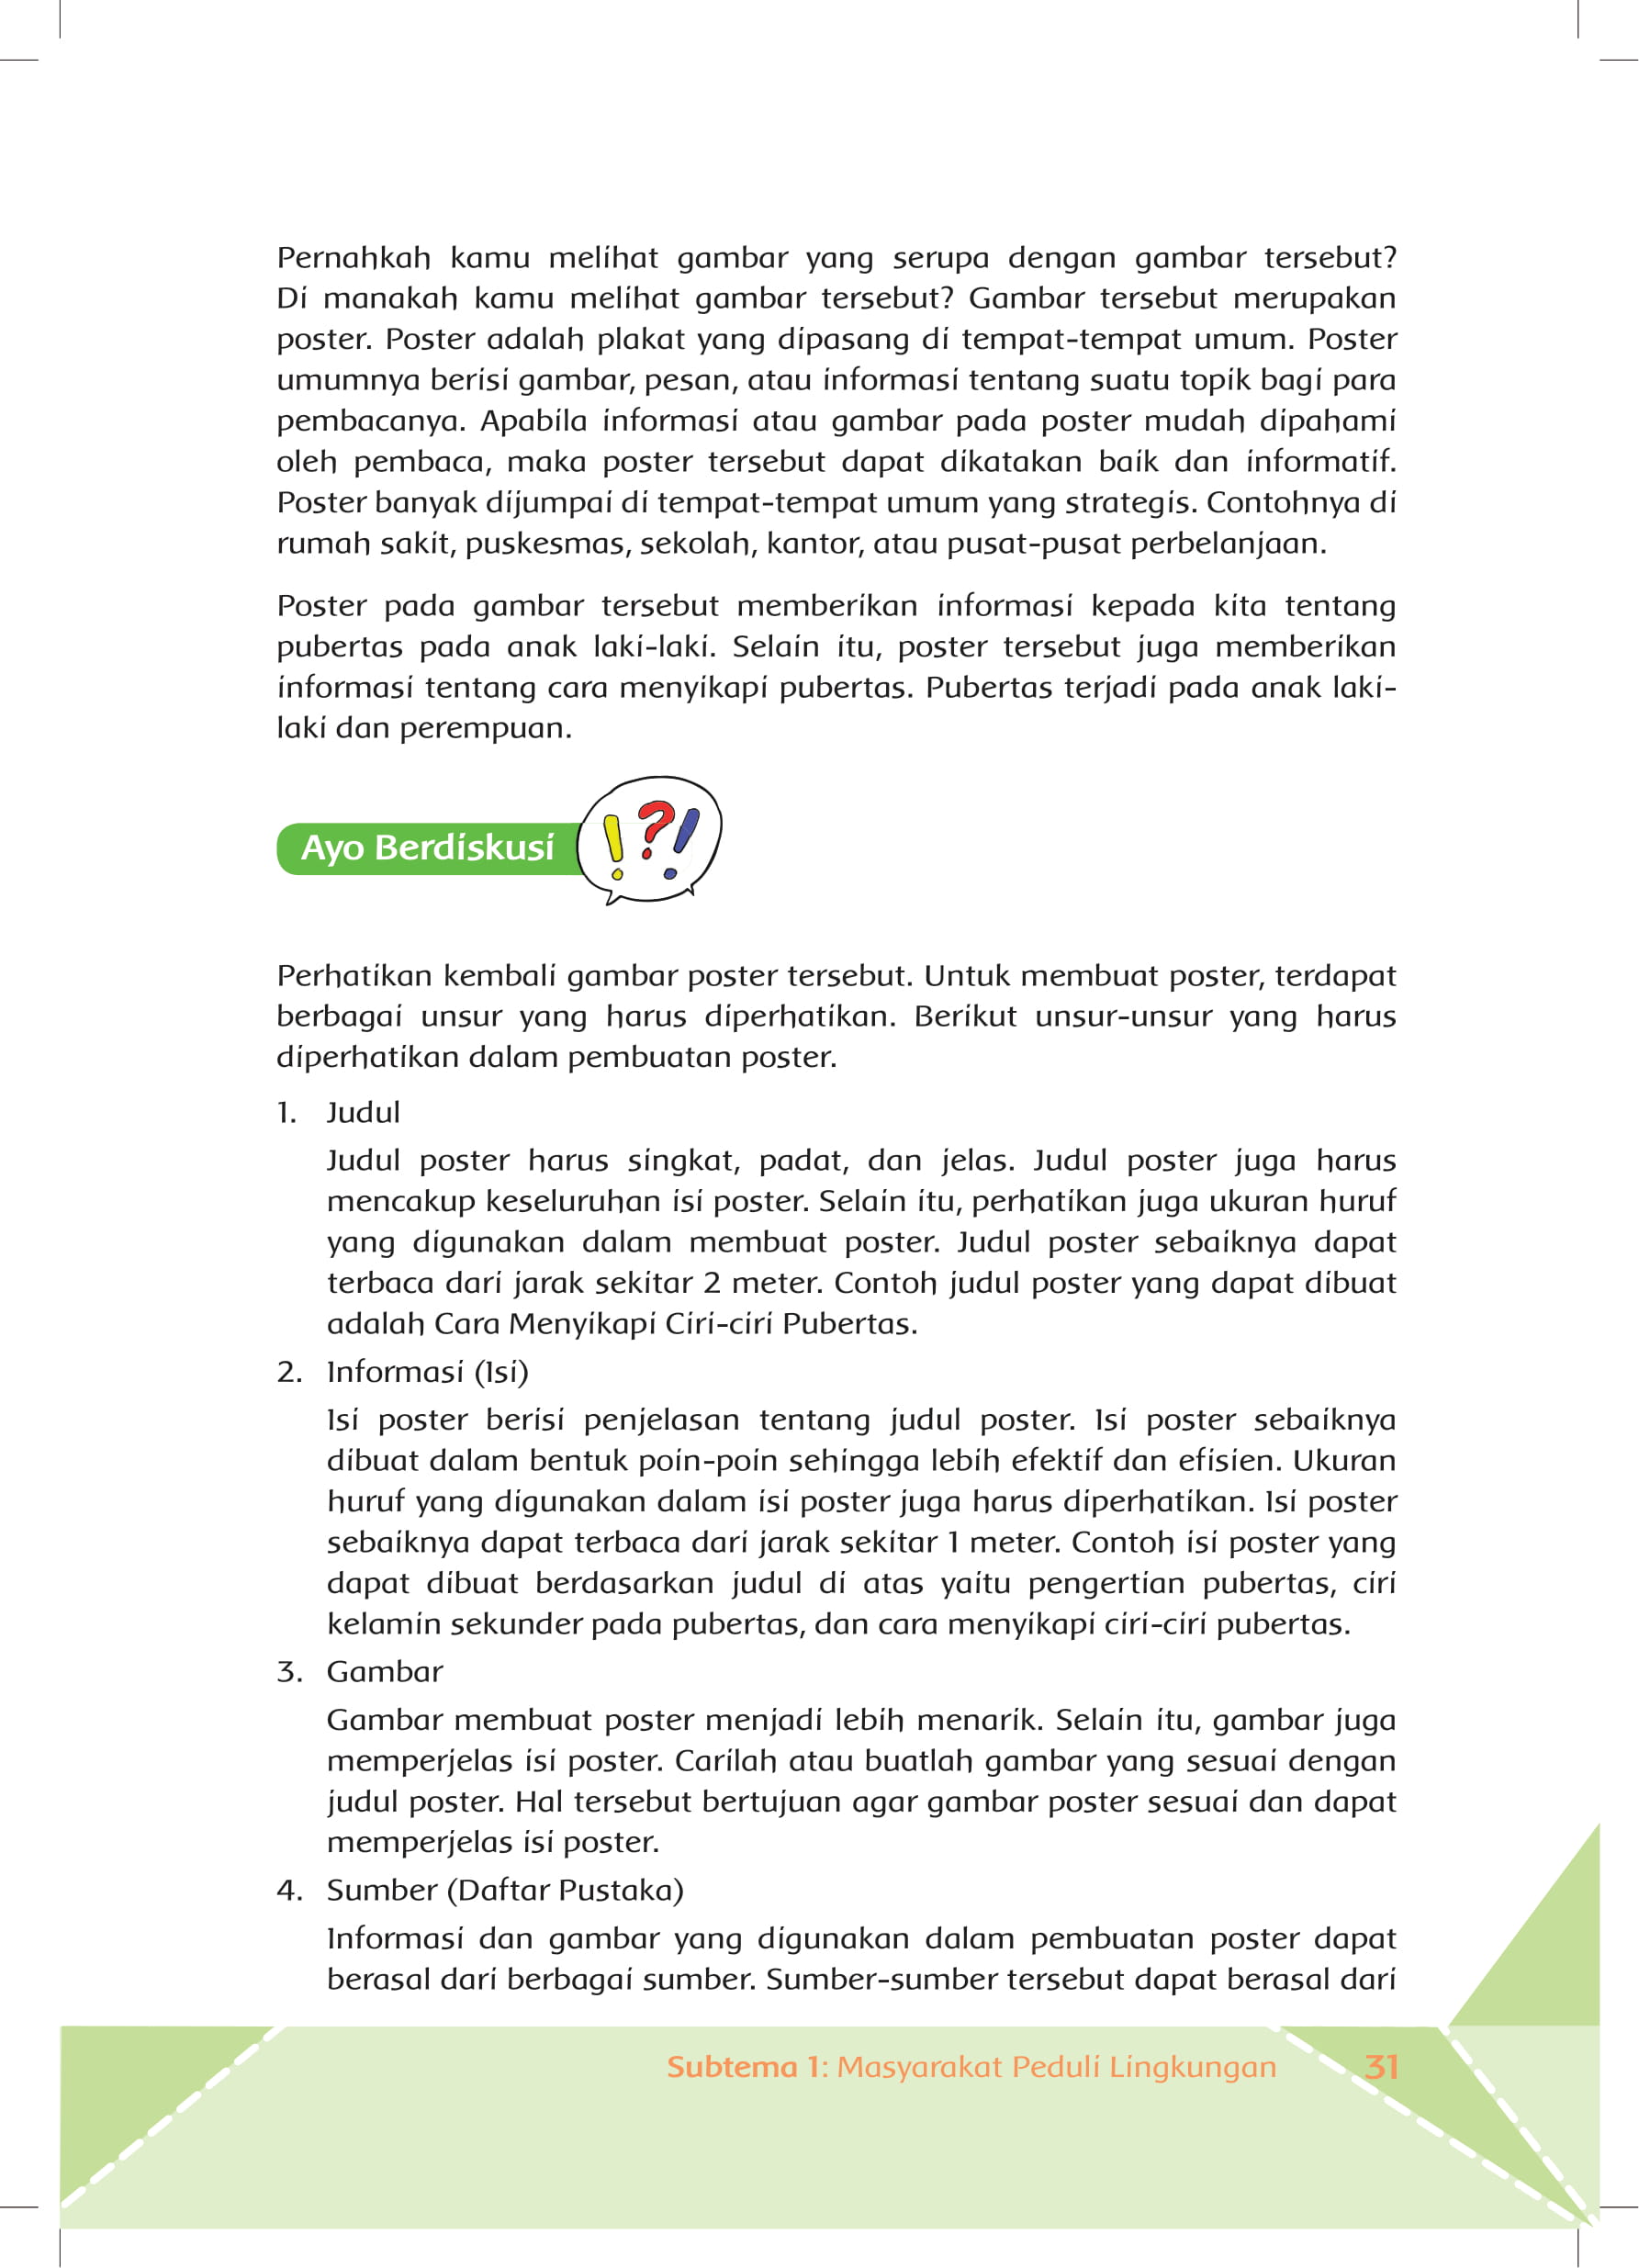 Pernahkah kamu melihat gambar yang serupa dengan gambar tersebut?
Di manakah kamu melihat gambar tersebut? Gambar tersebut merupakan
poster. Poster adalah plakat yang dipasang di tempat-tempat umum. Poster
umumnya berisi gambar, pesan, atau informasi tentang suatu topik bagi para
pembacanya. Apabila informasi atau gambar pada poster mudah dipahami
oleh pembaca, maka poster tersebut dapat dikatakan baik dan informatif.
Poster banyak dijumpai di tempat-tempat umum yang strategis. Contohnya di
rumah sakit, puskesmas, sekolah, kantor, atau pusat-pusat perbelanjaan.
Poster pada gambar tersebut memberikan informasi kepada kita tentang
pubertas pada anak laki-laki. Selain itu, poster tersebut juga memberikan
informasi tentang cara menyikapi pubertas. Pubertas terjadi pada anak laki-
laki dan perempuan.
Ayo Berdiskusi !?!
Perhatikan kembali gambar poster tersebut. Untuk membuat poster, terdapat
berbagai unsur yang harus diperhatikan. Berikut unsur-unsur yang harus
diperhatikan dalam pembuatan poster.
1. Judul
Judul poster harus singkat, padat, dan jelas. Judul poster juga harus
mencakup keseluruhan isi poster. Selain itu, perhatikan juga ukuran huruf
yang digunakan dalam membuat poster. Judul poster sebaiknya dapat
terbaca dari jarak sekitar 2 meter. Contoh judul poster yang dapat dibuat
adalah Cara Menyikapi Ciri-ciri Pubertas.
2. Informasi (Isi)
Isi poster berisi penjelasan tentang judul poster. Isi poster sebaiknya
dibuat dalam bentuk poin-poin sehingga lebih efektif dan efisien. Ukuran
huruf yang digunakan dalam isi poster juga harus diperhatikan. Isi poster
sebaiknya dapat terbaca dari jarak sekitar 1 meter. Contoh isi poster yang
dapat dibuat berdasarkan judul di atas yaitu pengertian pubertas, ciri
kelamin sekunder pada pubertas, dan cara menyikapi ciri-ciri pubertas.
3. Gambar
Gambar membuat poster menjadi lebih menarik. Selain itu, gambar juga
memperjelas isi poster. Carilah atau buatlah gambar yang sesuai dengan
judul poster. Hal tersebut bertujuan agar gambar poster sesuai dan dapat
memperjelas isi poster.
4. Sumber (Daftar Pustaka)
Informasi dan gambar yang digunakan dalam pembuatan poster dapat
berasal dari berbagai sumber. Sumber-sumber tersebut dapat berasal dari
Subtema 1: Masyarakat Peduli Lingkungan 31